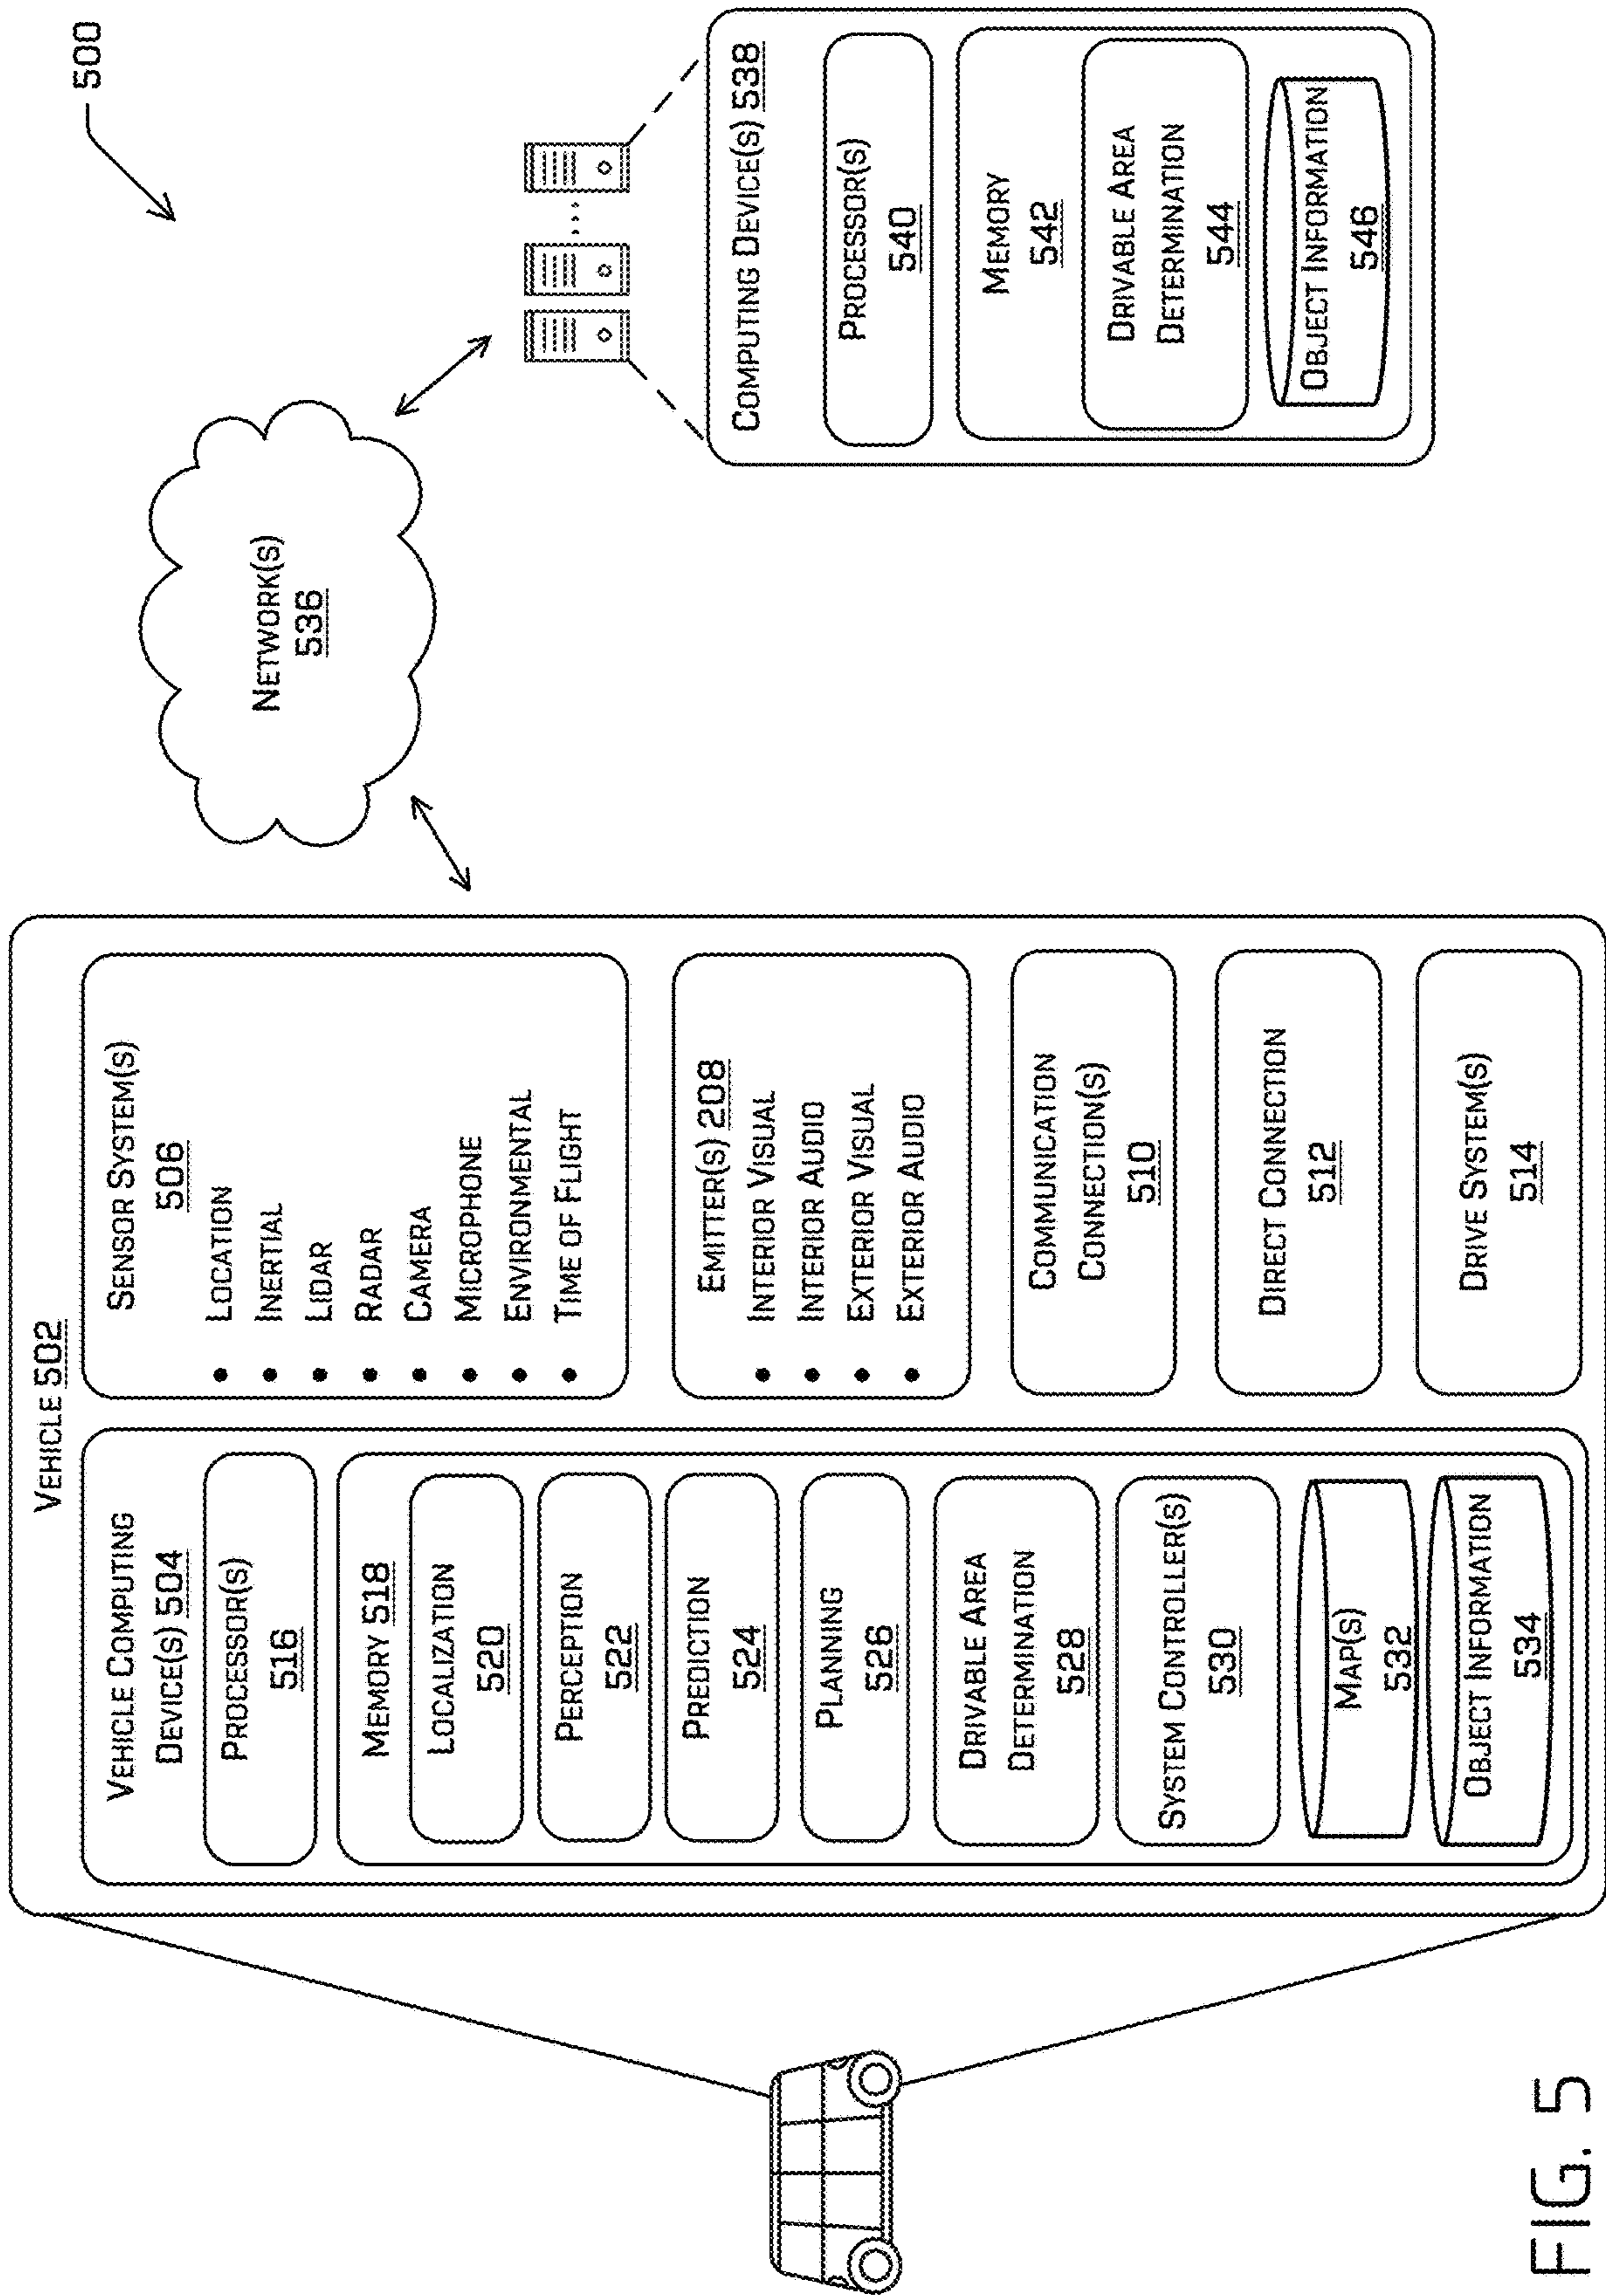 500
VEHICLE 502
VEHICLE COMPUTING
DEVICE(S) 504
PROCESSOR(S)
516
MEMORY 518
LOCALIZATION
520
PERCEPTION
522
PREDICTION
524
PLANNING
526
DRIVABLE AREA
DETERMINATION
528
SYSTEM CONTROLLER(S)
530
MAP(S)
532
OBJECT INFORMATION
534
SENSOR SYSTEM(S)
506
• LOCATION
• INERTIAL
• LIDAR
• RADAR
• CAMERA
• MICROPHONE
• ENVIRONMENTAL
• TIME OF FLIGHT
EMITTER(S) 208
• INTERIOR VISUAL
• INTERIOR AUDIO
• EXTERIOR VISUAL
• EXTERIOR AUDIO
COMMUNICATION
CONNECTION(S)
510
DIRECT CONNECTION
512
DRIVE SYSTEM(S)
514
NETWORK(S)
536
COMPUTING DEVICE(S) 538
PROCESSOR(S)
540
MEMORY
542
DRIVABLE AREA
DETERMINATION
544
OBJECT INFORMATION
546
FIG. 5